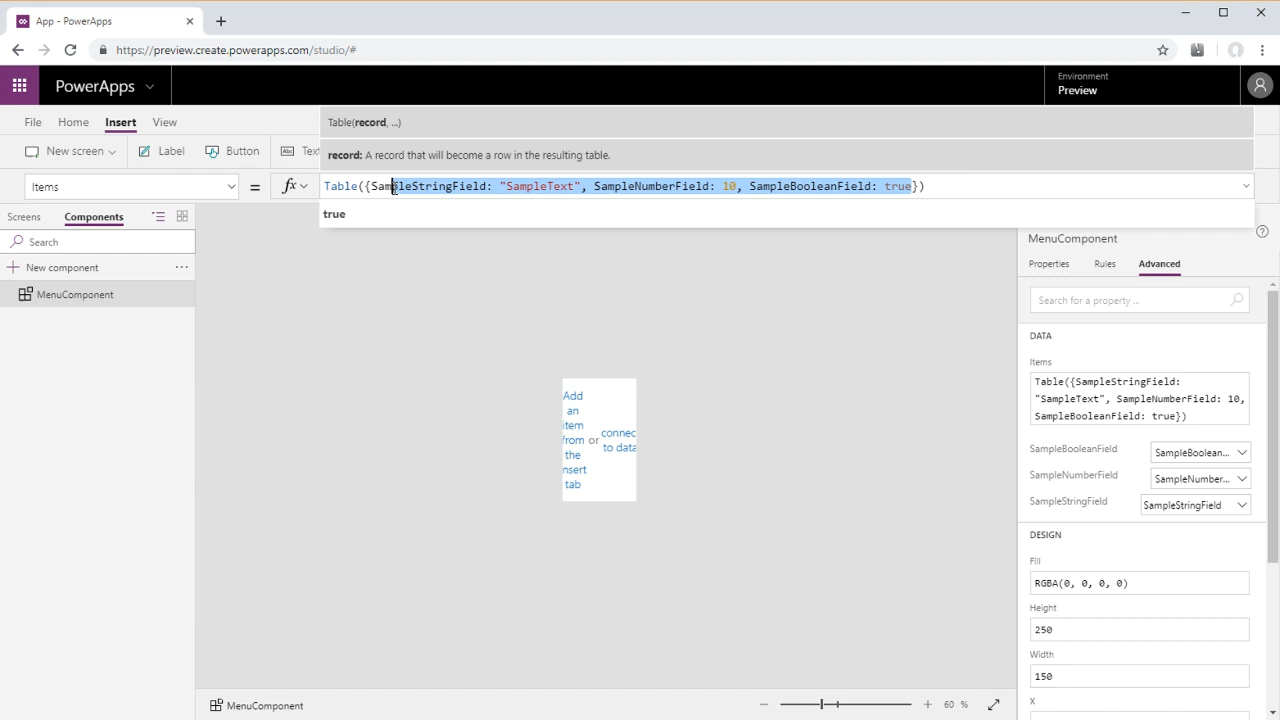 App - PowerApps
https://preview.create.powerapps.com/studio/#
PowerApps
Environment
Preview
File Home Insert View
Table(record, ...)
New screen Label Button Text
record: A record that will become a row in the resulting table.
Items = fx Table({SampleStringField: "SampleText", SampleNumberField: 10, SampleBooleanField: true})
true
Screens Components
Search
New component ...
MenuComponent
MenuComponent
Properties Rules Advanced
Search for a property ...
DATA
Items
Table({SampleStringField:
"SampleText", SampleNumberField: 10,
SampleBooleanField: true})
SampleBooleanField SampleBoolean...
SampleNumberField SampleNumber...
SampleStringField SampleStringField
DESIGN
Fill
RGBA(0, 0, 0, 0)
Height
250
Width
150
X
Add
an
item
from
the
nsert
tab
or
connec
to data
MenuComponent
60 %